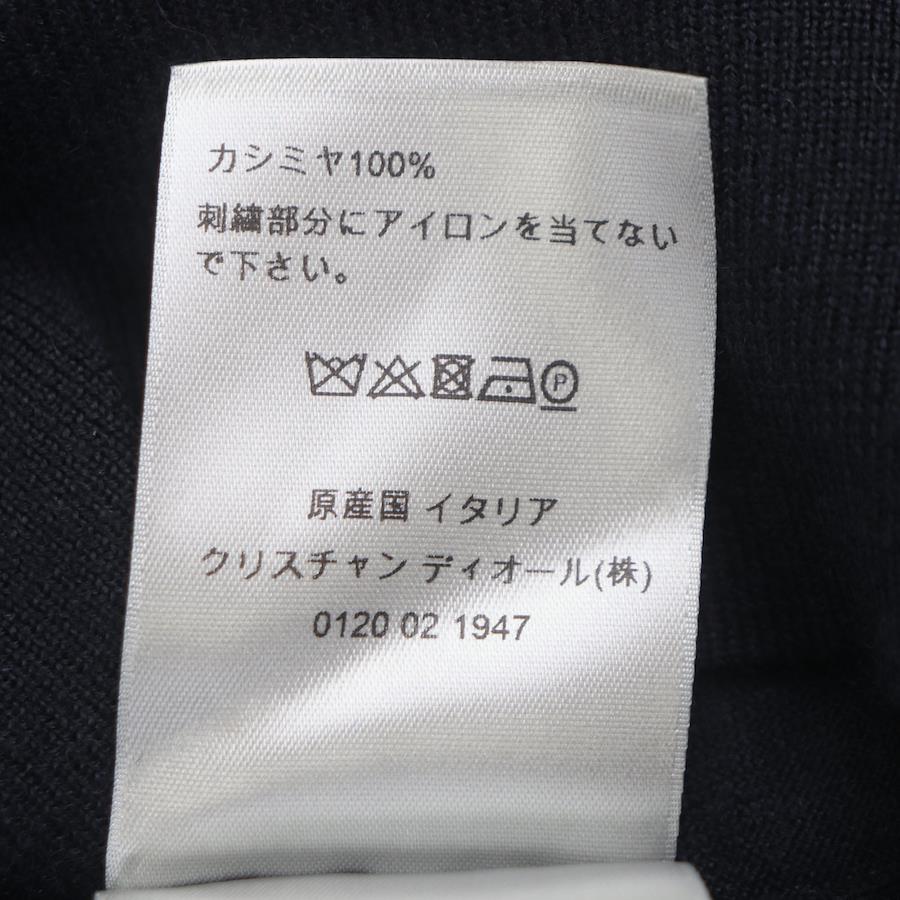 カシミヤ100%
刺繍部分にアイロンを当てない
で下さい。
P
原産国 イタリア
クリスチャン ディオール(株)
0120 02 1947